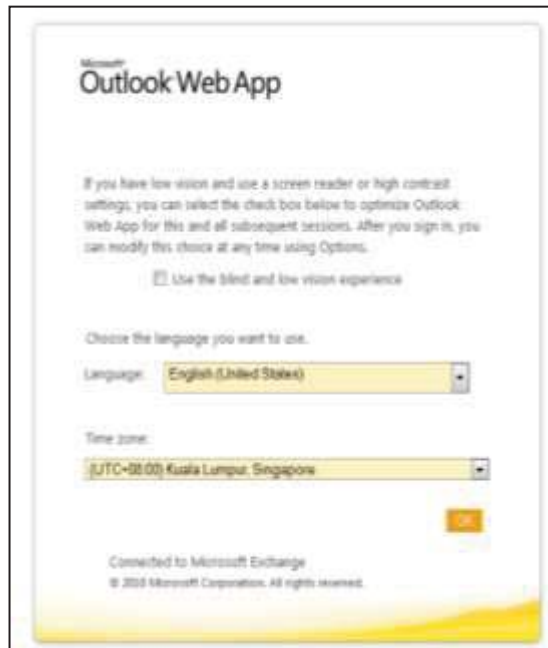 Microsoft
Outlook Web App
If you have low vision and use a screen reader or high contrast
settings, you can select the check box below to optimize Outlook
Web App for this and all subsequent sessions. After you sign in, you
can modify this choice at any time using Options.
Use the blind and low vision experience
Choose the language you want to use.
Language: English (United States)
Time zone:
(UTC+08:00) Kuala Lumpur, Singapore
OK
Connected to Microsoft Exchange
© 2010 Microsoft Corporation. All rights reserved.